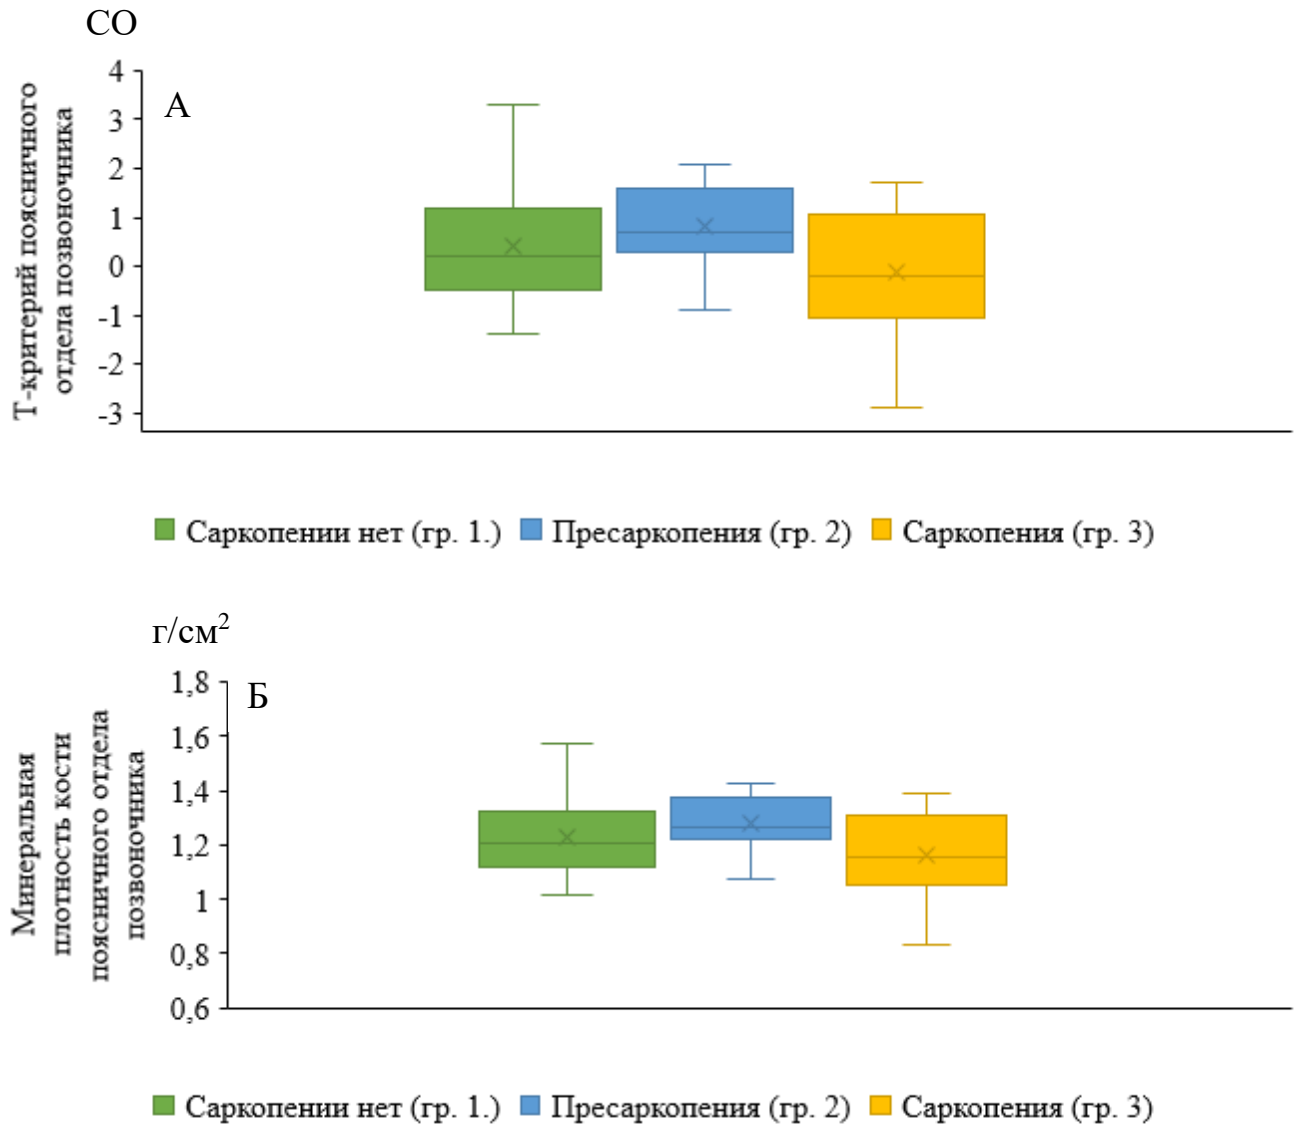 СО
Т-критерий поясничного
отдела позвоночника
4
А
3
2
1
0
-1
-2
-3
Саркопении нет (гр. 1.) Пресаркопения (гр. 2) Саркопения (гр. 3)
г/см²
Минеральная
плотность кости
поясничного отдела
позвоночника
1,8
Б
1,6
1,4
1,2
1
0,8
0,6
Саркопении нет (гр. 1.) Пресаркопения (гр. 2) Саркопения (гр. 3)